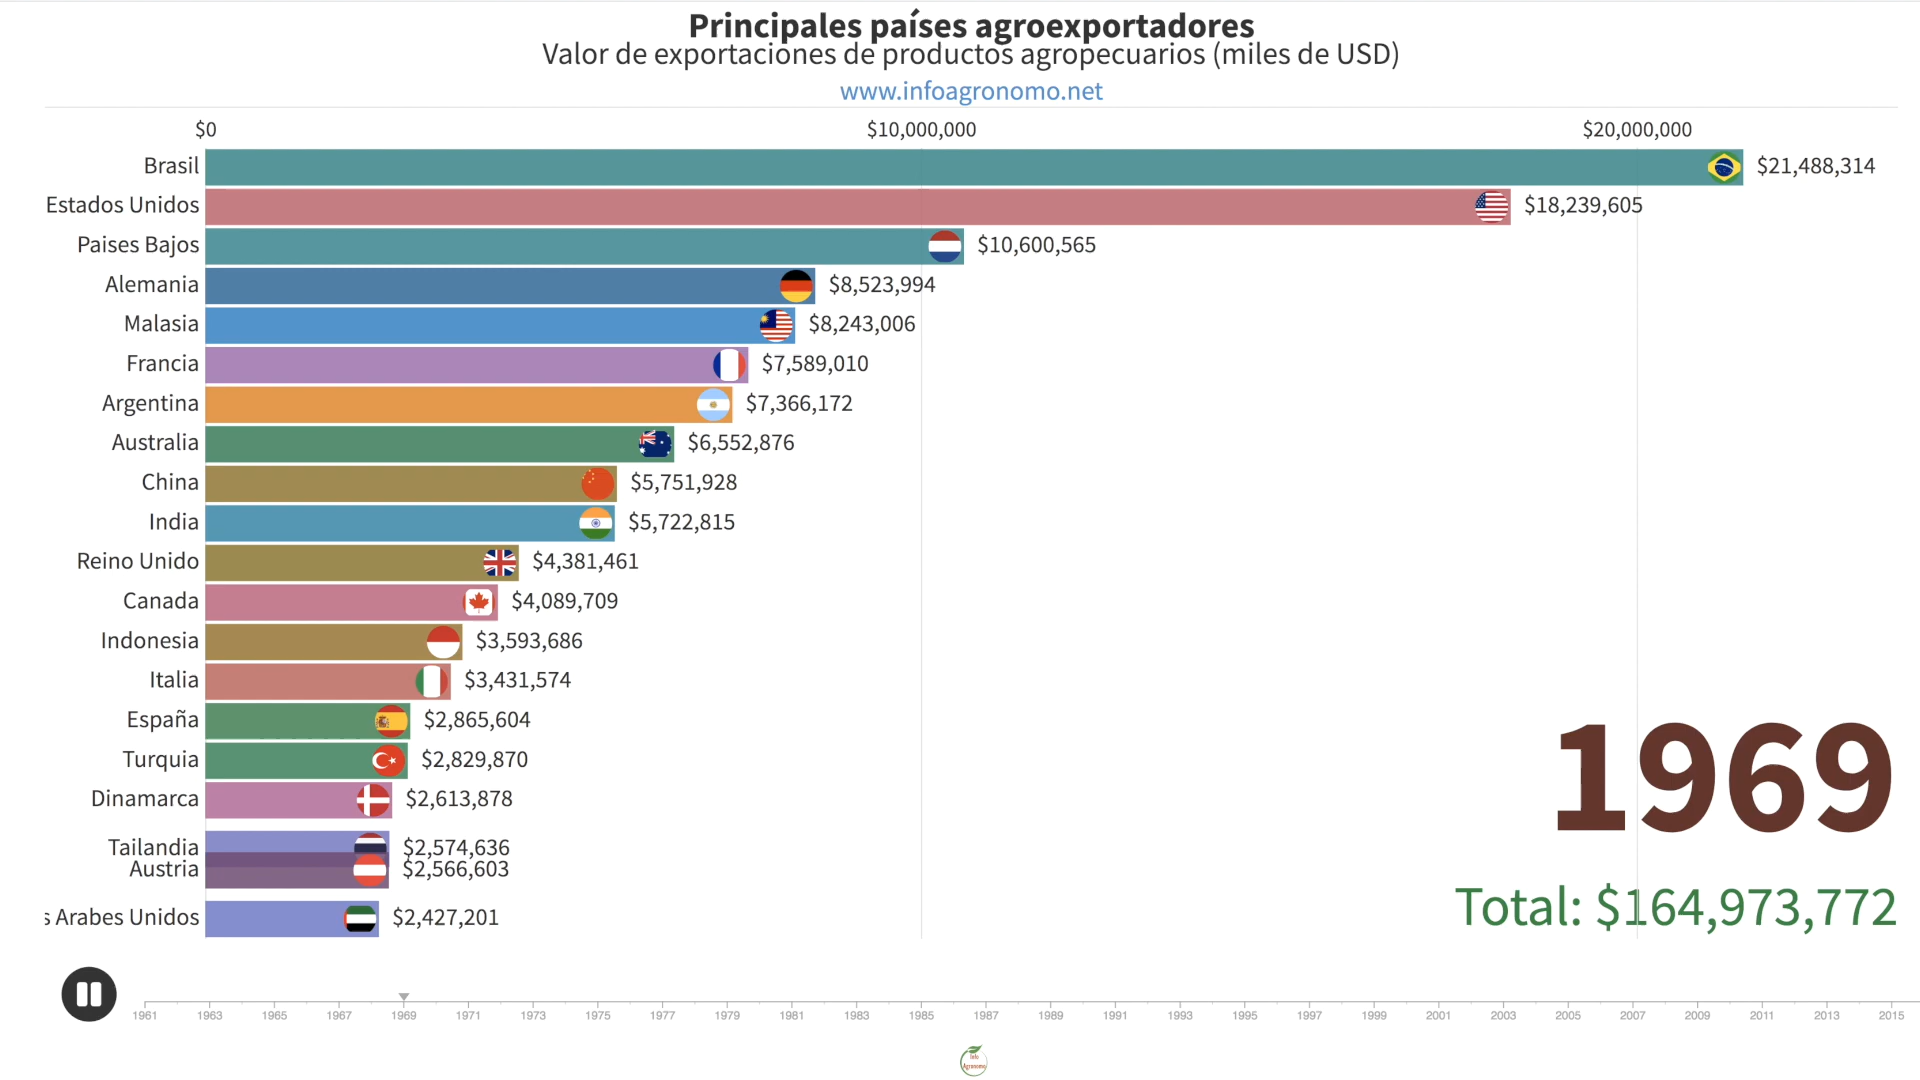 Principales países agroexportadores
Valor de exportaciones de productos agropecuarios (miles de USD)
www.infoagronomo.net
$0 $10,000,000 $20,000,000
Brasil $21,488,314
Estados Unidos $18,239,605
Paises Bajos $10,600,565
Alemania $8,523,994
Malasia $8,243,006
Francia $7,589,010
Argentina $7,366,172
Australia $6,552,876
China $5,751,928
India $5,722,815
Reino Unido $4,381,461
Canada $4,089,709
Indonesia $3,593,686
Italia $3,431,574
España $2,865,604
Turquia $2,829,870
Dinamarca $2,613,878
Tailandia $2,574,636
Austria $2,566,603
s Arabes Unidos $2,427,201
1969
Total: $164,973,772
1961 1963 1965 1967 1969 1971 1973 1975 1977 1979 1981 1983 1985 1987 1989 1991 1993 1995 1997 1999 2001 2003 2005 2007 2009 2011 2013 2015
Info
Agronomo